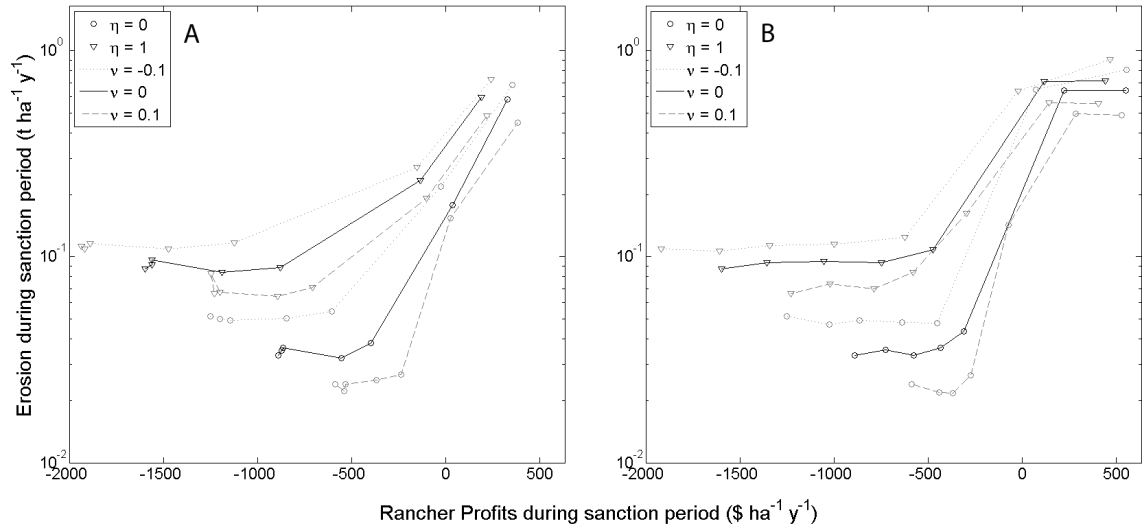 A
η = 0
η = 1
ν = -0.1
ν = 0
ν = 0.1
B
η = 0
η = 1
ν = -0.1
ν = 0
ν = 0.1
Erosion during sanction period (t ha⁻¹ y⁻¹)
10⁰
10⁻¹
10⁻²
10⁰
10⁻¹
10⁻²
-2000 -1500 -1000 -500 0 500
-2000 -1500 -1000 -500 0 500
Rancher Profits during sanction period ($ ha⁻¹ y⁻¹)